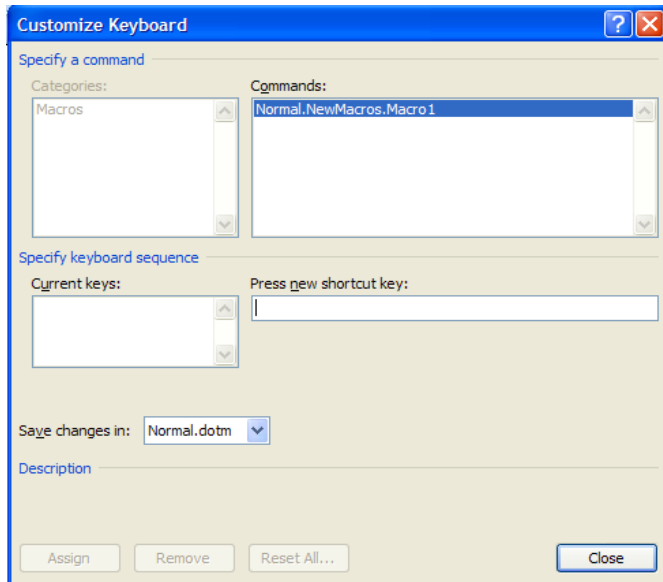 Customize Keyboard
Specify a command
Categories:
Commands:
Macros
Normal.NewMacros.Macro1
Specify keyboard sequence
Current keys:
Press new shortcut key:
Save changes in:
Normal.dotm
Description
Assign
Remove
Reset All...
Close